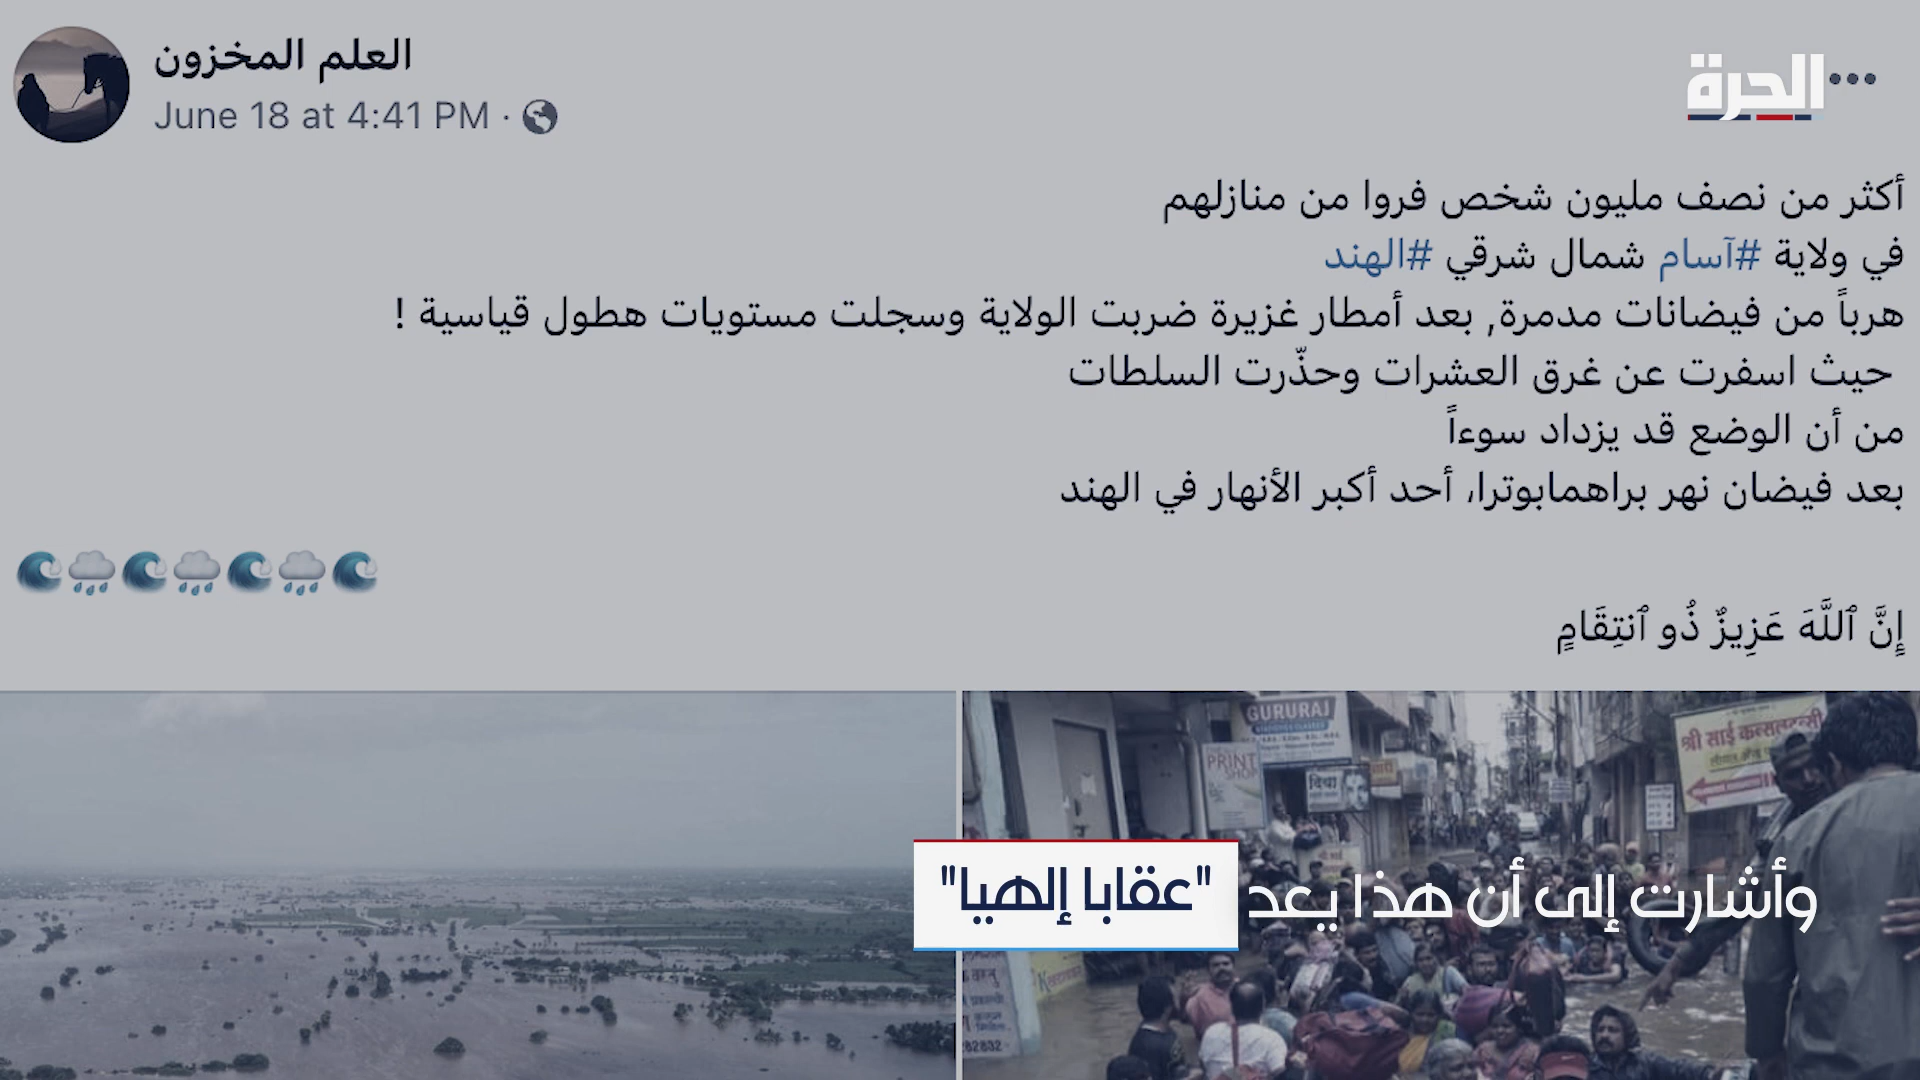 العلم المخزون
June 18 at 4:41 PM ·
الحرة
أكثر من نصف مليون شخص فروا من منازلهم
في ولاية #آسام شمال شرقي #الهند
هرباً من فيضانات مدمرة, بعد أمطار غزيرة ضربت الولاية وسجلت مستويات هطول قياسية !
حيث اسفرت عن غرق العشرات وحذّرت السلطات
من أن الوضع قد يزداد سوءاً
بعد فيضان نهر براهمابوترا، أحد أكبر الأنهار في الهند
🌊🌧🌊🌧🌊🌧🌊
إِنَّ ٱللَّهَ عَزِيزٌ ذُو ٱنتِقَامٍ
GURURAJ
PRINT SHOP
श्री साई कन्सलटन्सी
विद्या
وأشارت إلى أن هذا يعد "عقابا إلهيا"